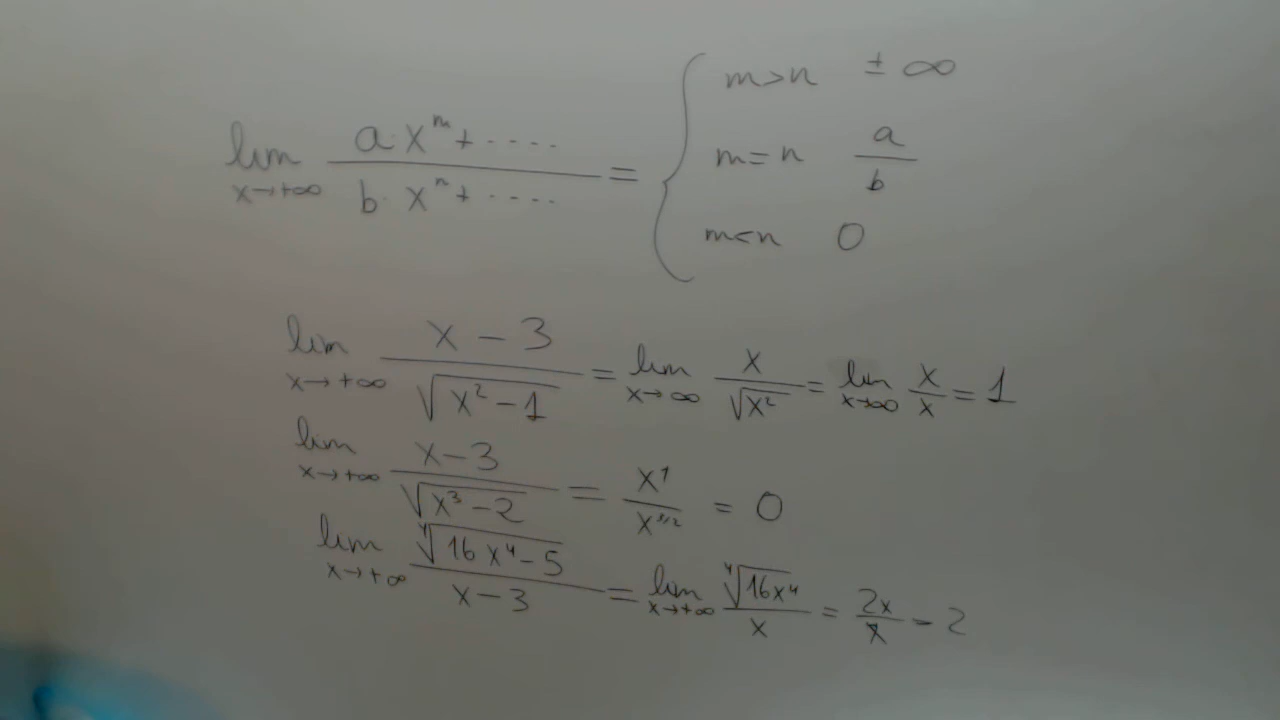 lim x→+∞ (a·x^m + ····)/(b·x^n + ····) = { m>n ±∞
m=n a/b
m<n 0
lim x→+∞ (x - 3)/√(x² - 1) = lim x→∞ x/√(x²) = lim x→∞ x/x = 1
lim x→+∞ (x-3)/√(x³-2) = x¹/x^(3/2) = 0
lim x→+∞ ⁴√(16x⁴-5)/(x-3) = lim x→+∞ ⁴√(16x⁴)/x = 2x/x = 2